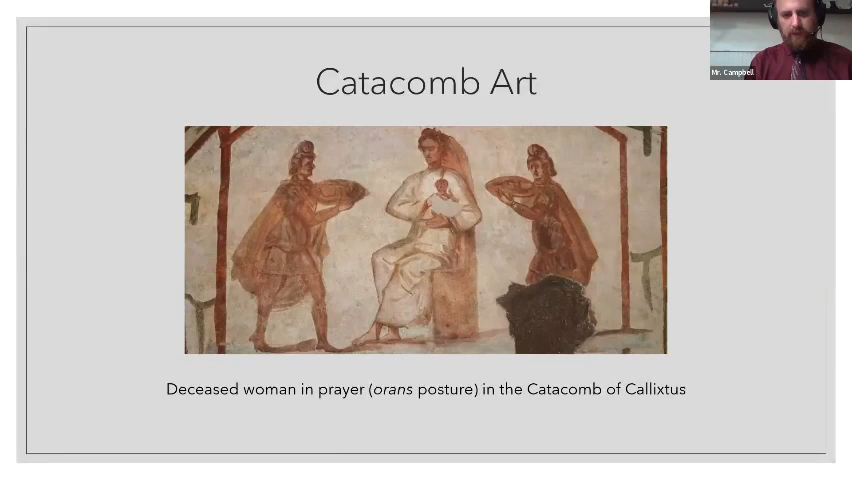 Mr. Campbell
Catacomb Art
Deceased woman in prayer (orans posture) in the Catacomb of Callixtus